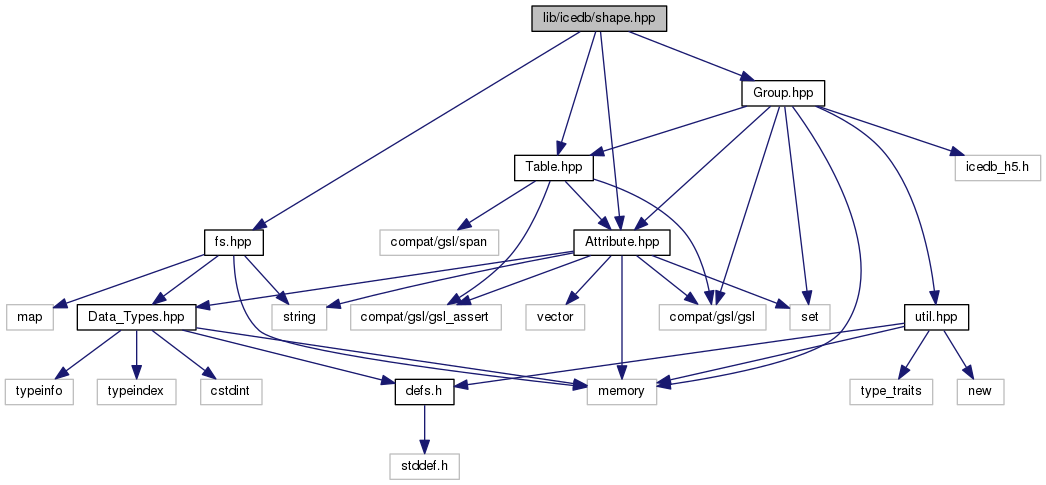 lib/icedb/shape.hpp
Group.hpp
Table.hpp
icedb_h5.h
fs.hpp
compat/gsl/span
Attribute.hpp
map
Data_Types.hpp
string
compat/gsl/gsl_assert
vector
compat/gsl/gsl
set
util.hpp
typeinfo
typeindex
cstdint
defs.h
memory
type_traits
new
stddef.h